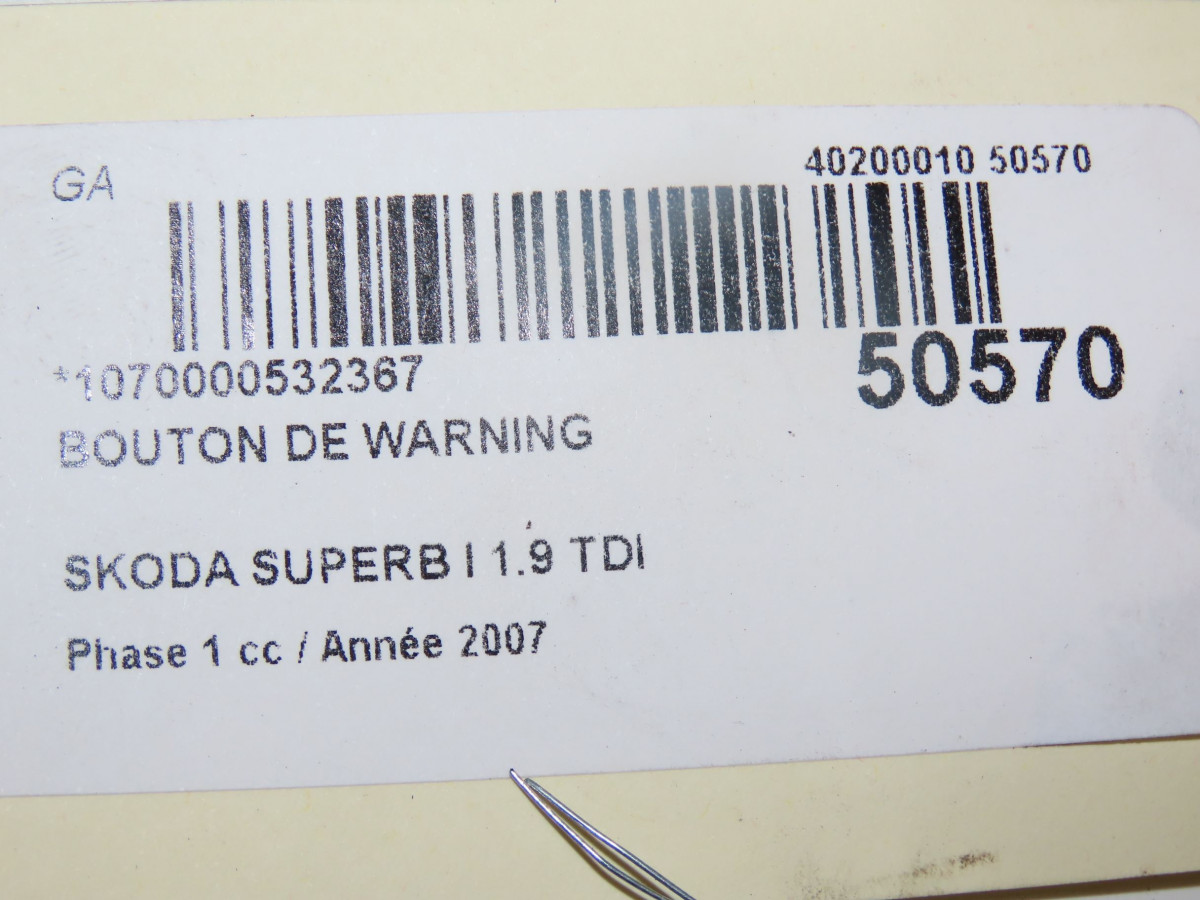 GA
40200010 50570
50570
*1070000532367
BOUTON DE WARNING
SKODA SUPERB I 1.9 TDI
Phase 1 cc / Année 2007